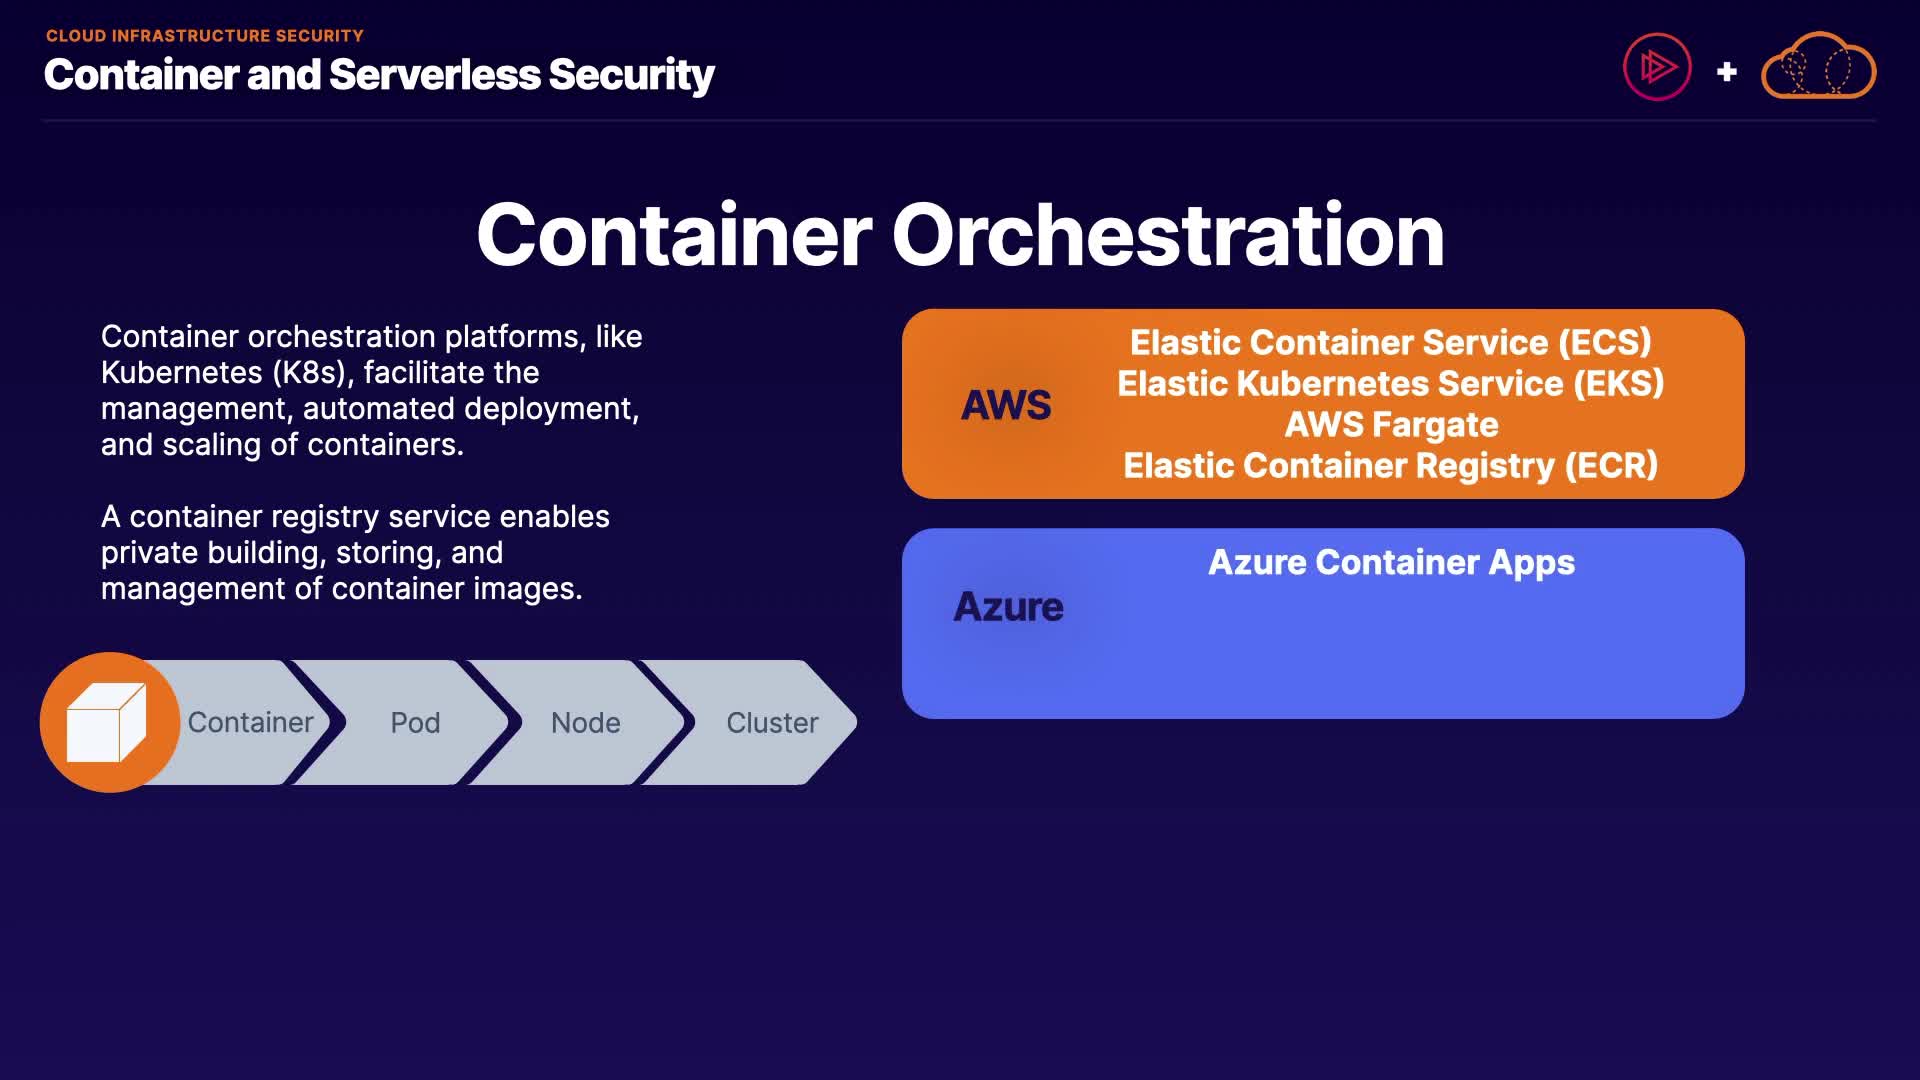 CLOUD INFRASTRUCTURE SECURITY
Container and Serverless Security
+
Container Orchestration
Container orchestration platforms, like
Kubernetes (K8s), facilitate the
management, automated deployment,
and scaling of containers.
A container registry service enables
private building, storing, and
management of container images.
Container
Pod
Node
Cluster
AWS
Elastic Container Service (ECS)
Elastic Kubernetes Service (EKS)
AWS Fargate
Elastic Container Registry (ECR)
Azure
Azure Container Apps